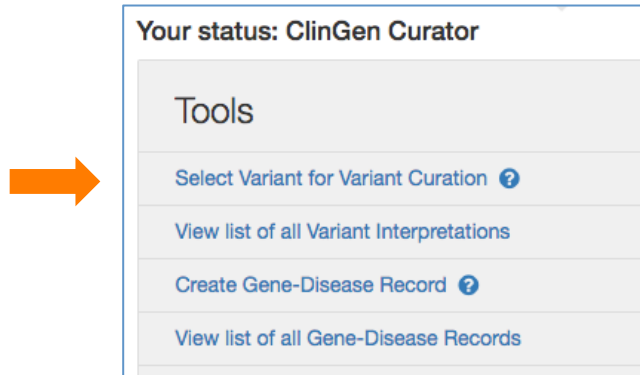 Your status: ClinGen Curator
Tools
Select Variant for Variant Curation ?
View list of all Variant Interpretations
Create Gene-Disease Record ?
View list of all Gene-Disease Records